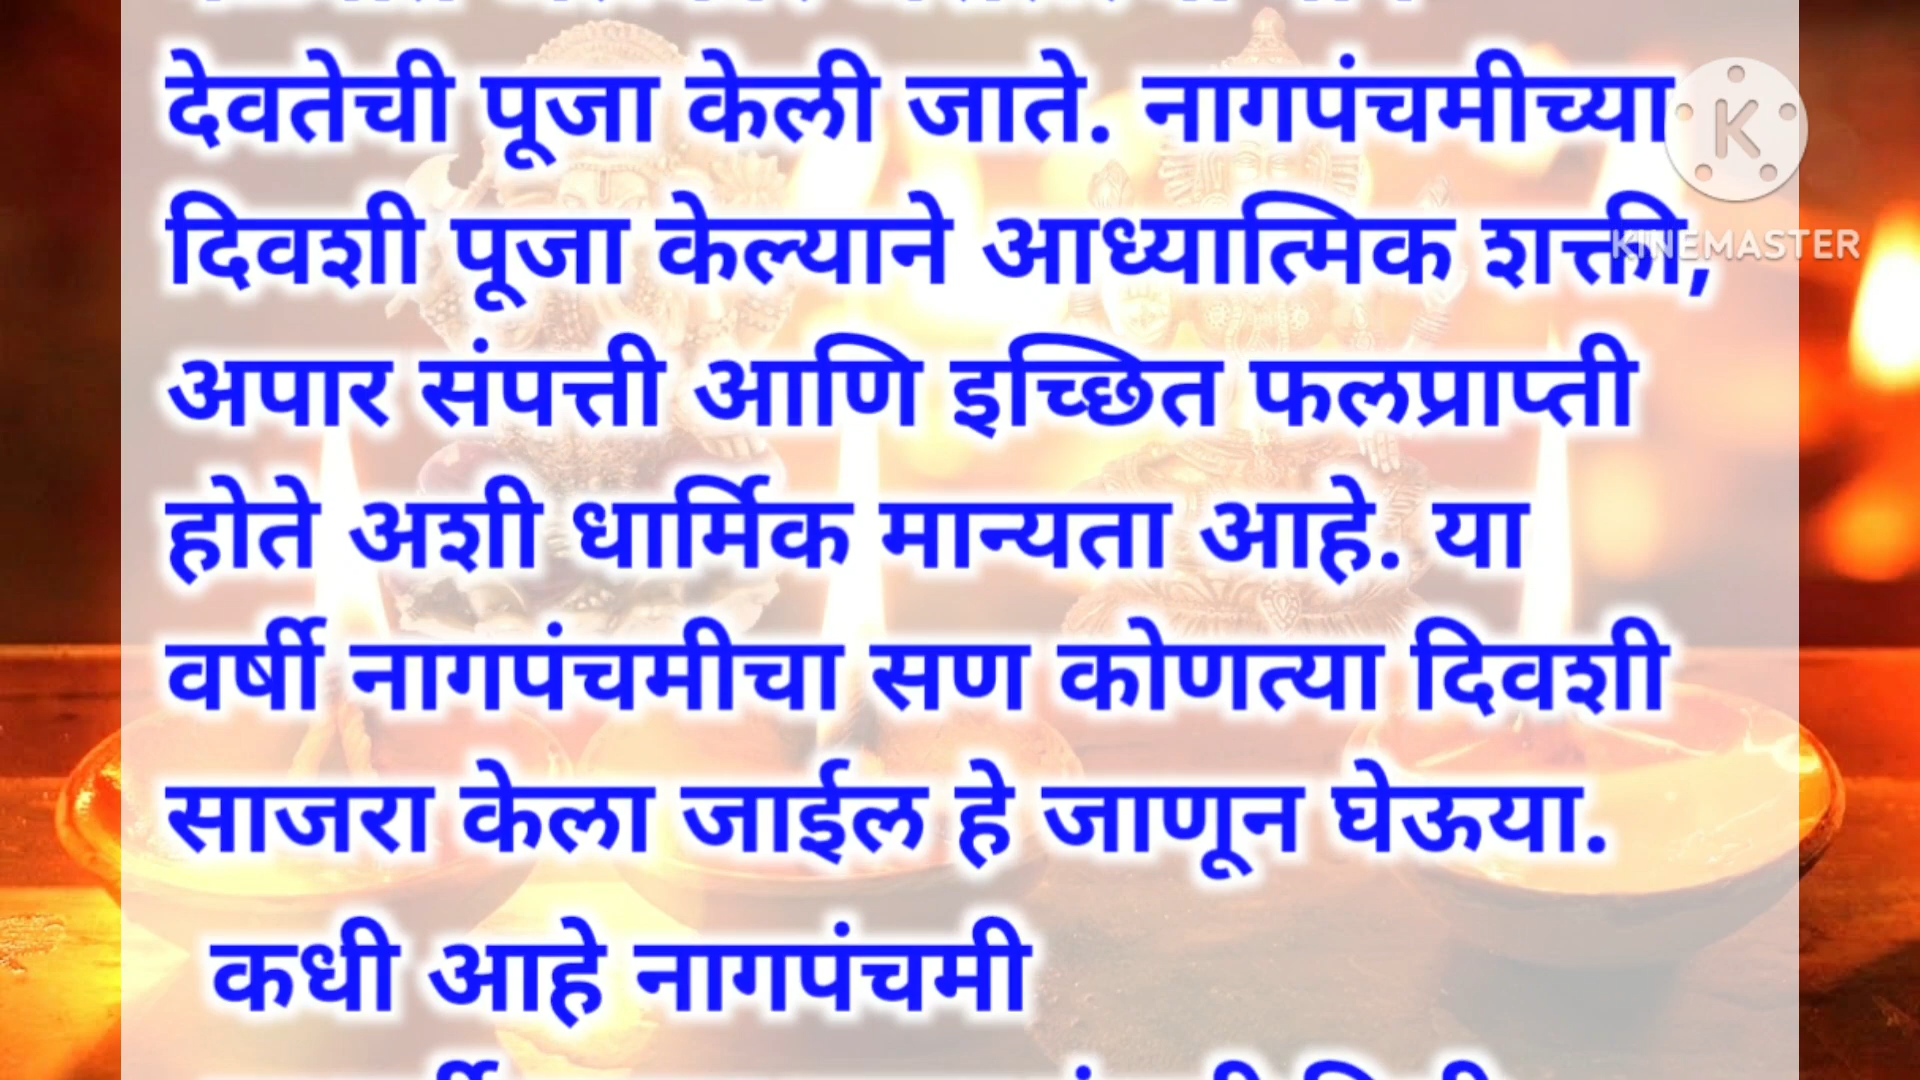 देवतेची पूजा केली जाते. नागपंचमीच्या
दिवशी पूजा केल्याने आध्यात्मिक शक्ती,
अपार संपत्ती आणि इच्छित फलप्राप्ती
होते अशी धार्मिक मान्यता आहे. या
वर्षी नागपंचमीचा सण कोणत्या दिवशी
साजरा केला जाईल हे जाणून घेऊया.
कधी आहे नागपंचमी
K
KINEMASTER